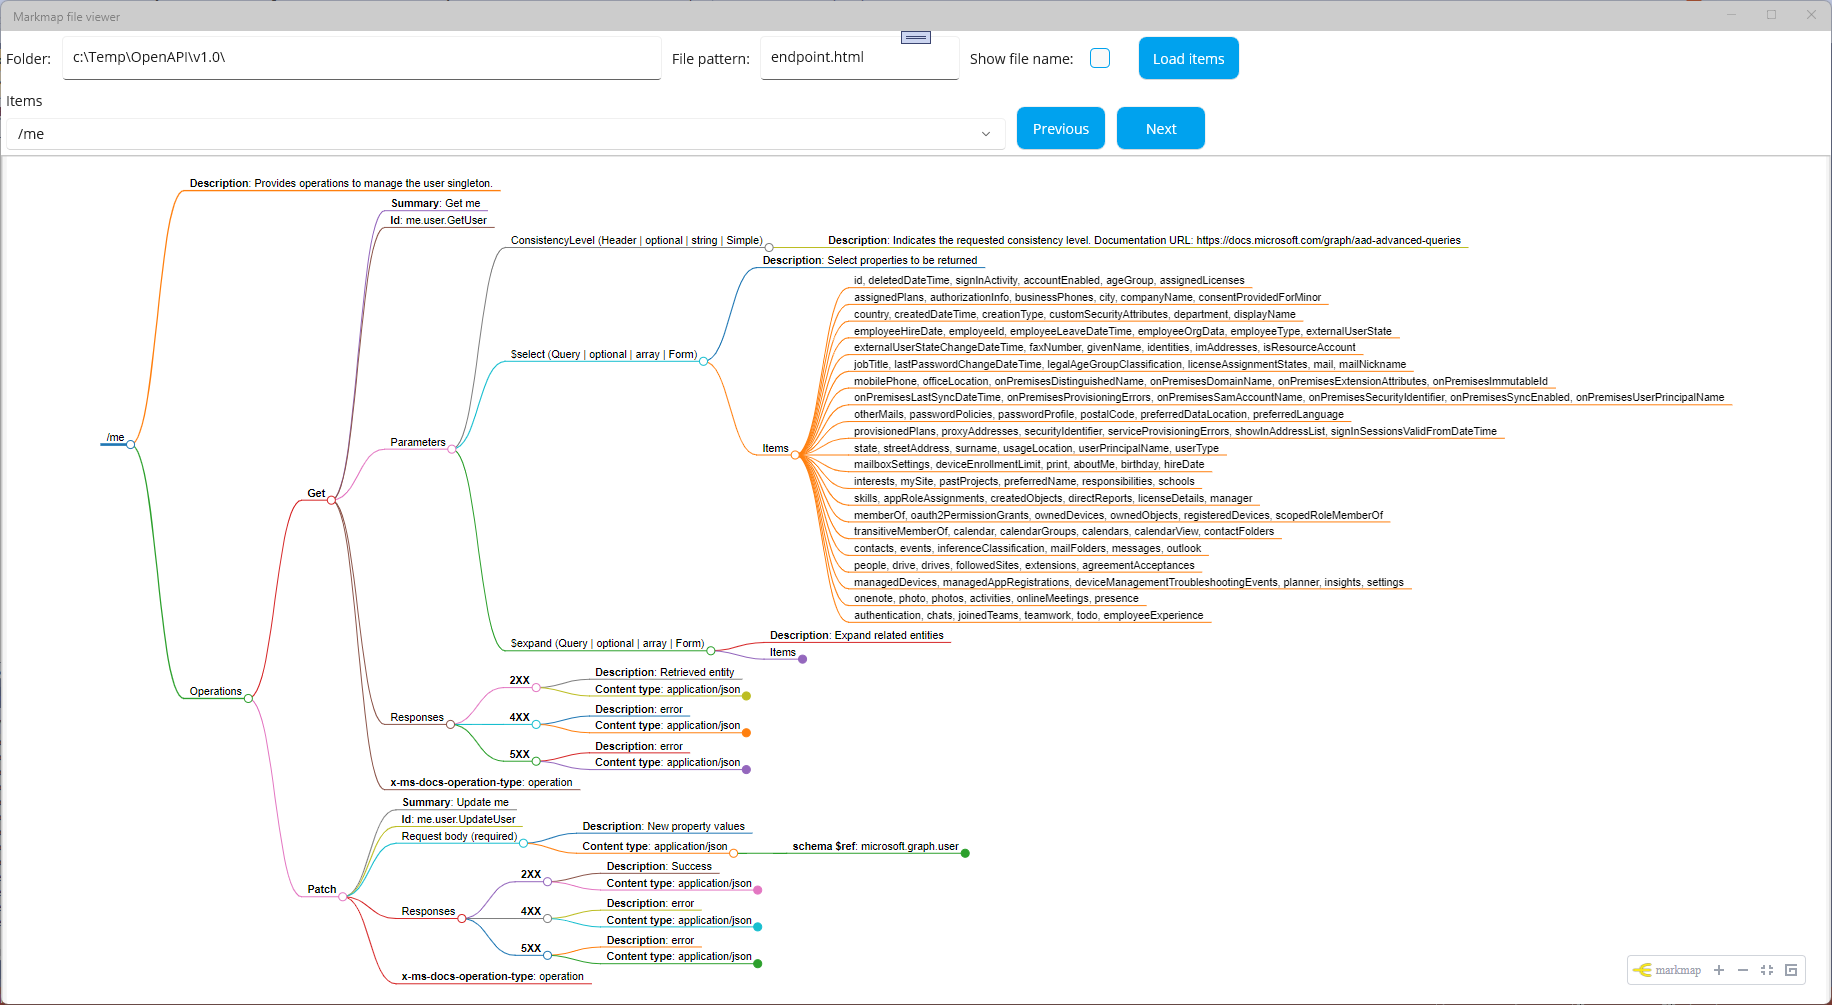 Markmap file viewer
Folder: c:\Temp\OpenAPI\v1.0\ File pattern: endpoint.html Show file name: Load items
Items
/me Previous Next
Description: Provides operations to manage the user singleton.
Summary: Get me
Id: me.user.GetUser
ConsistencyLevel (Header | optional | string | Simple) Description: Indicates the requested consistency level. Documentation URL: https://docs.microsoft.com/graph/aad-advanced-queries
Description: Select properties to be returned
id, deletedDateTime, signInActivity, accountEnabled, ageGroup, assignedLicenses
assignedPlans, authorizationInfo, businessPhones, city, companyName, consentProvidedForMinor
country, createdDateTime, creationType, customSecurityAttributes, department, displayName
employeeHireDate, employeeId, employeeLeaveDateTime, employeeOrgData, employeeType, externalUserState
externalUserStateChangeDateTime, faxNumber, givenName, identities, imAddresses, isResourceAccount
$select (Query | optional | array | Form)
jobTitle, lastPasswordChangeDateTime, legalAgeGroupClassification, licenseAssignmentStates, mail, mailNickname
mobilePhone, officeLocation, onPremisesDistinguishedName, onPremisesDomainName, onPremisesExtensionAttributes, onPremisesImmutableId
onPremisesLastSyncDateTime, onPremisesProvisioningErrors, onPremisesSamAccountName, onPremisesSecurityIdentifier, onPremisesSyncEnabled, onPremisesUserPrincipalName
otherMails, passwordPolicies, passwordProfile, postalCode, preferredDataLocation, preferredLanguage
provisionedPlans, proxyAddresses, securityIdentifier, serviceProvisioningErrors, showInAddressList, signInSessionsValidFromDateTime
/me
Parameters
Items
state, streetAddress, surname, usageLocation, userPrincipalName, userType
mailboxSettings, deviceEnrollmentLimit, print, aboutMe, birthday, hireDate
interests, mySite, pastProjects, preferredName, responsibilities, schools
Get
skills, appRoleAssignments, createdObjects, directReports, licenseDetails, manager
memberOf, oauth2PermissionGrants, ownedDevices, ownedObjects, registeredDevices, scopedRoleMemberOf
transitiveMemberOf, calendar, calendarGroups, calendars, calendarView, contactFolders
contacts, events, inferenceClassification, mailFolders, messages, outlook
people, drive, drives, followedSites, extensions, agreementAcceptances
managedDevices, managedAppRegistrations, deviceManagementTroubleshootingEvents, planner, insights, settings
onenote, photo, photos, activities, onlineMeetings, presence
authentication, chats, joinedTeams, teamwork, todo, employeeExperience
$expand (Query | optional | array | Form)
Description: Expand related entities
Items
Operations
Responses
2XX
Description: Retrieved entity
Content type: application/json
4XX
Description: error
Content type: application/json
5XX
Description: error
Content type: application/json
x-ms-docs-operation-type: operation
Patch
Summary: Update me
Id: me.user.UpdateUser
Request body (required)
Description: New property values
Content type: application/json schema $ref: microsoft.graph.user
Responses
2XX
Description: Success
Content type: application/json
4XX
Description: error
Content type: application/json
5XX
Description: error
Content type: application/json
x-ms-docs-operation-type: operation
markmap